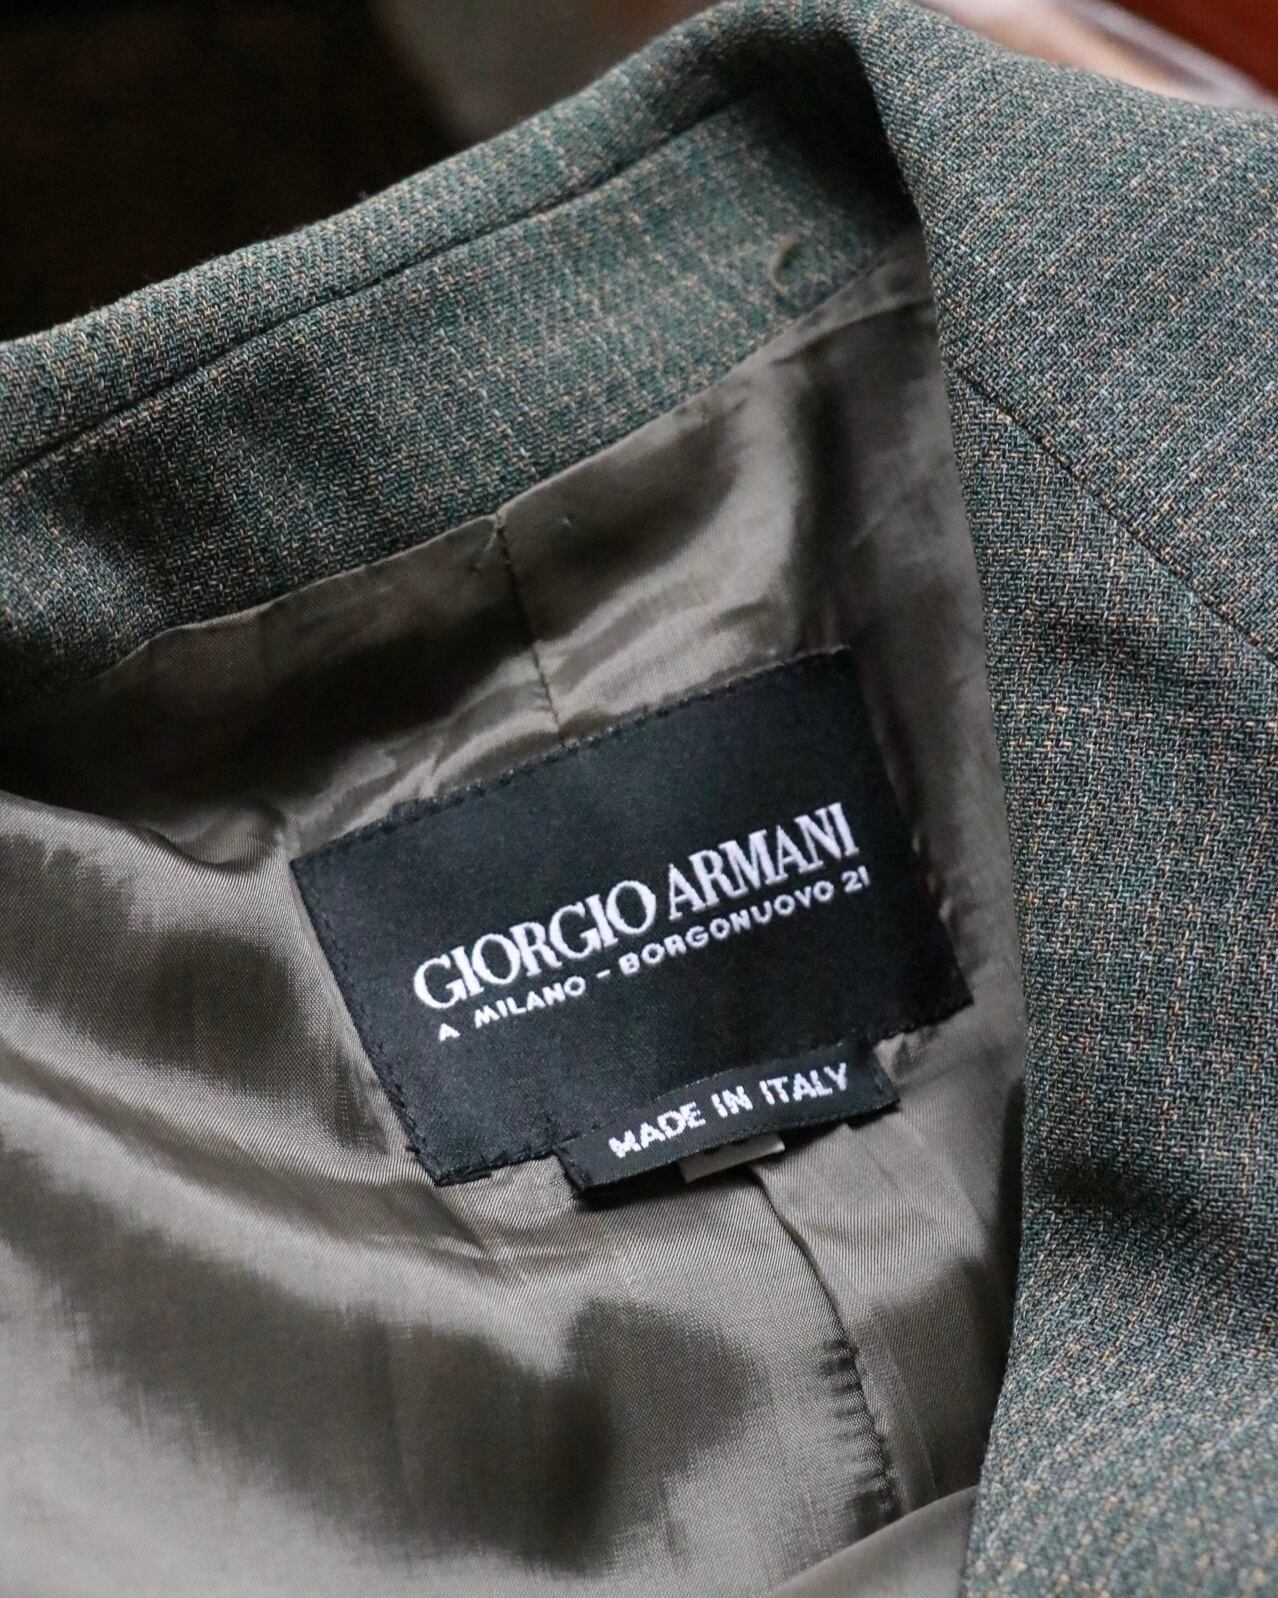 GIORGIO ARMANI
A MILANO - BORGONUOVO 21
MADE IN ITALY